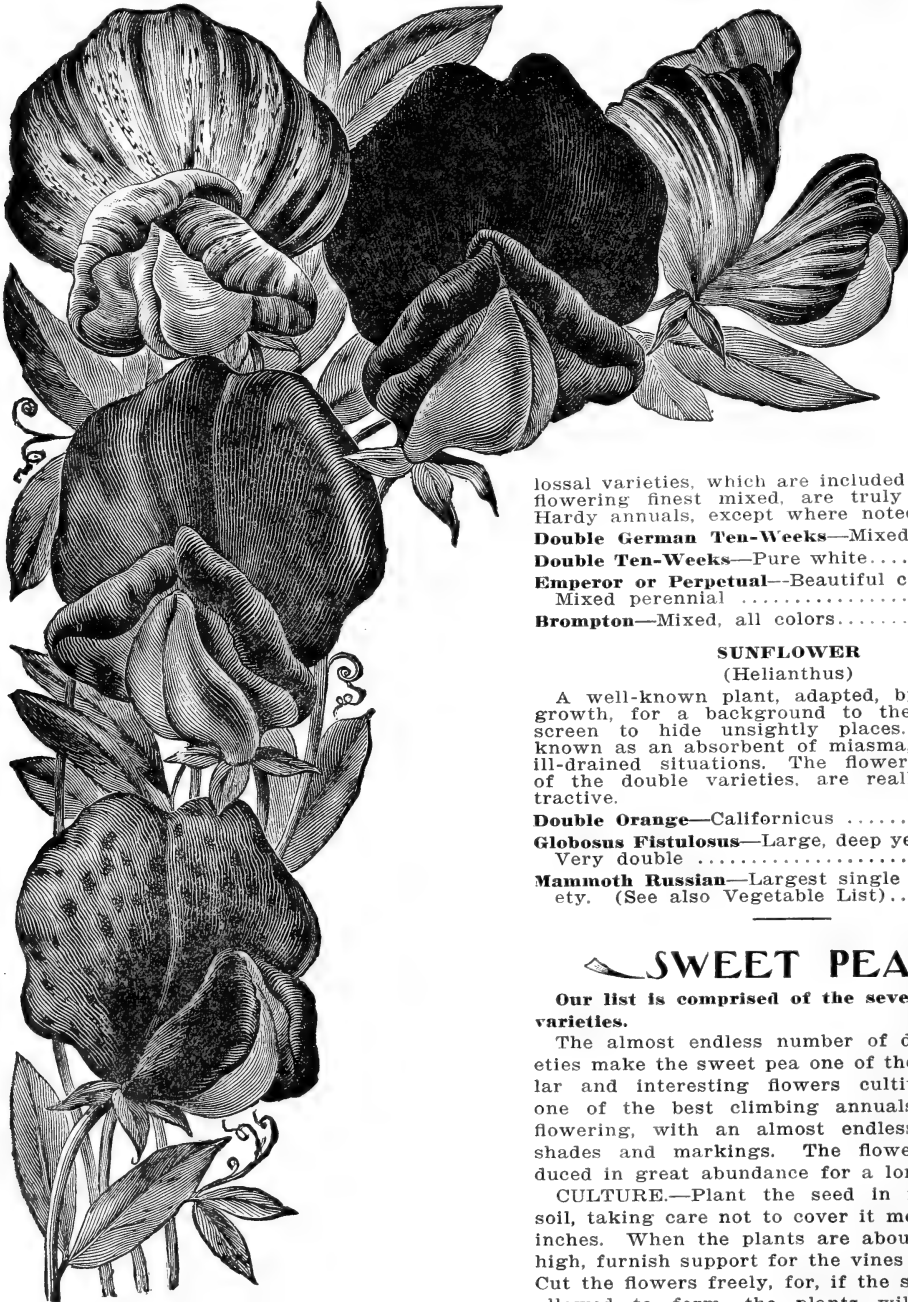 lossal varieties, which are included
flowering finest mixed, are truly
Hardy annuals, except where note
Double German Ten-Weeks—Mixed
Double Ten-Weeks—Pure white....
Emperor or Perpetual—Beautiful c
Mixed perennial ...............
Brompton—Mixed, all colors.......
SUNFLOWER
(Helianthus)
A well-known plant, adapted, b
growth, for a background to the
screen to hide unsightly places.
known as an absorbent of miasma,
ill-drained situations. The flower
of the double varieties, are real
tractive.
Double Orange—Californicus ......
Globosus Fistulosus—Large, deep ye
Very double ....................
Mammoth Russian—Largest single
ety. (See also Vegetable List)..
SWEET PEA
Our list is comprised of the seve
varieties.
The almost endless number of d
eties make the sweet pea one of the
lar and interesting flowers culti
one of the best climbing annuals
flowering, with an almost endless
shades and markings. The flowe
duced in great abundance for a lo
CULTURE.—Plant the seed in
soil, taking care not to cover it m
inches. When the plants are abou
high, furnish support for the vines
Cut the flowers freely, for, if the s
allowed to form, the plants wil